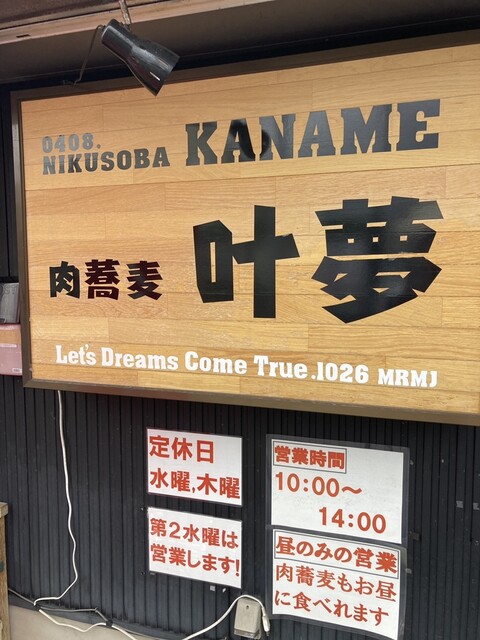 0408.
NIKUSOBA KANAME
肉蕎麦 叶夢
Let's Dreams Come True.1026 MRMJ
定休日
水曜,木曜
第2水曜は
営業します!
営業時間
10:00～
14:00
昼のみの営業
肉蕎麦もお昼
に食べれます